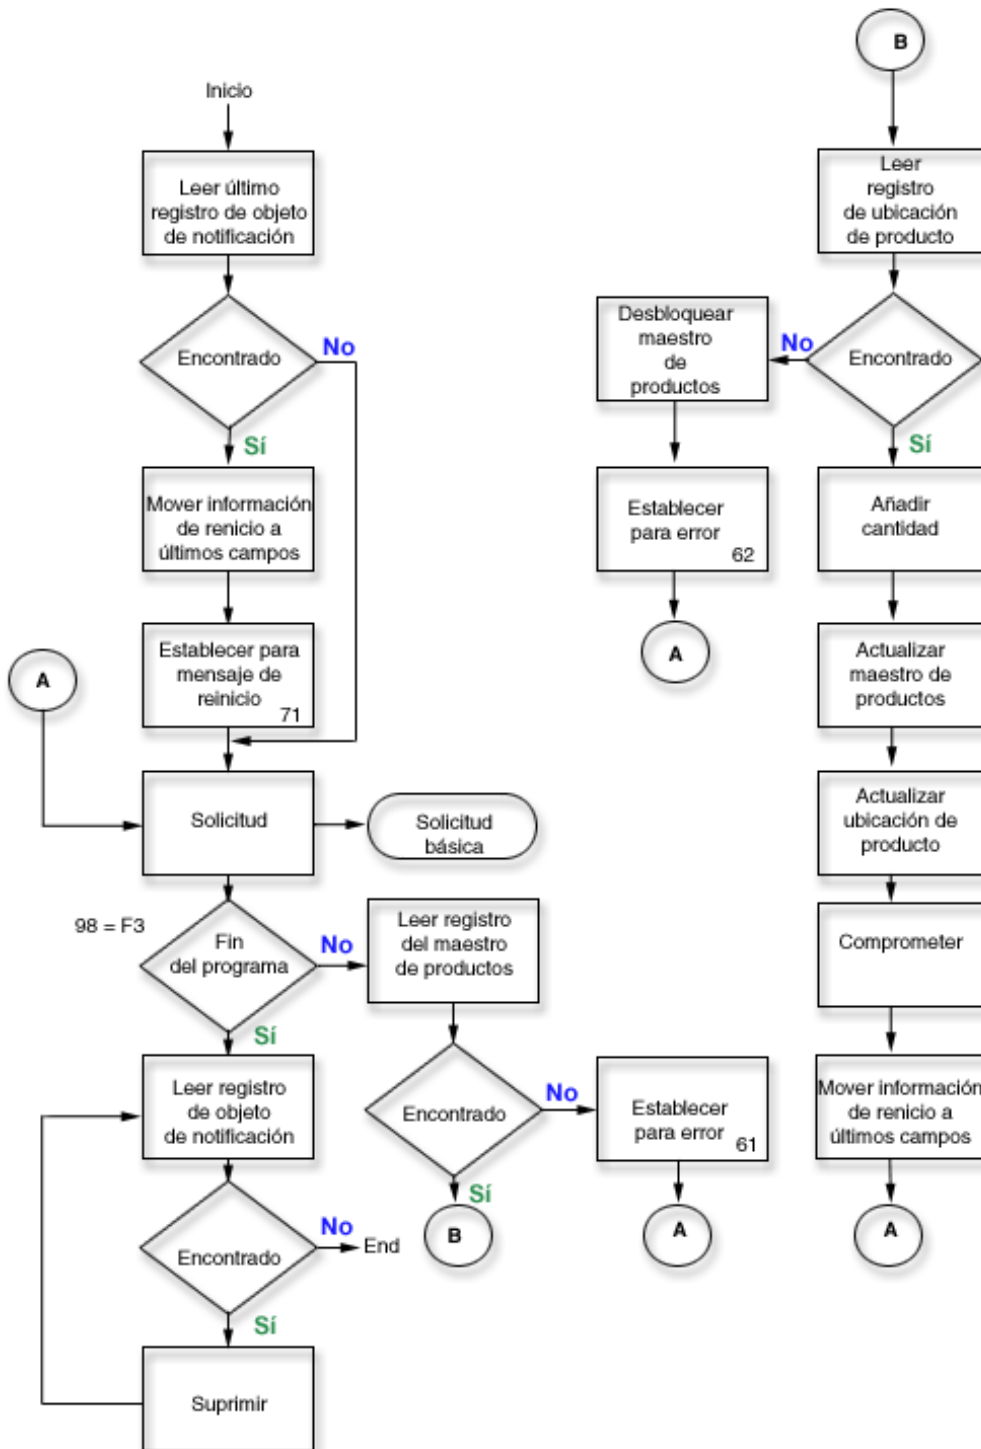 Inicio
Leer último
registro de objeto
de notificación
Encontrado
No
Sí
Mover información
de renicio a
últimos campos
Establecer para
mensaje de
reinicio
71
A
Solicitud
Solicitud
básica
98 = F3
Fin
del programa
No
Sí
Leer registro
del maestro
de productos
Encontrado
No
Sí
B
Establecer
para error
61
A
Leer registro
de objeto
de notificación
Encontrado
No
End
Sí
Suprimir
B
Leer
registro
de ubicación
de producto
Encontrado
No
Sí
Desbloquear
maestro
de
productos
Establecer
para error
62
A
Añadir
cantidad
Actualizar
maestro de
productos
Actualizar
ubicación de
producto
Comprometer
Mover información
de renicio a
últimos campos
A